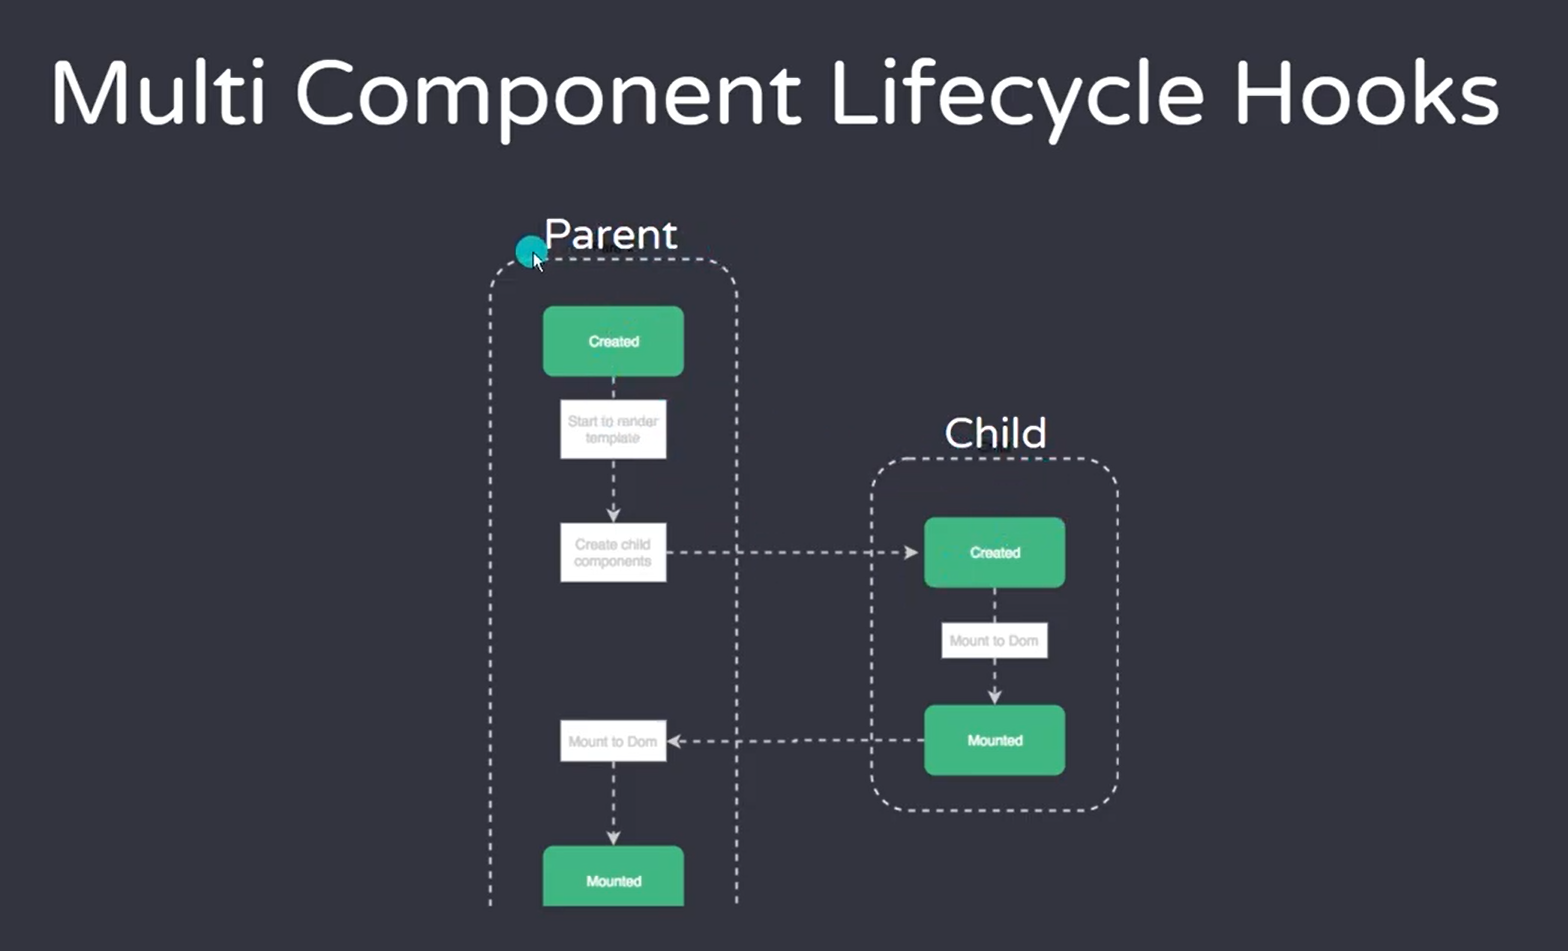 Multi Component Lifecycle Hooks
Parent
Created
Start to render
template
Create child
components
Mount to Dom
Mounted
Child
Created
Mount to Dom
Mounted